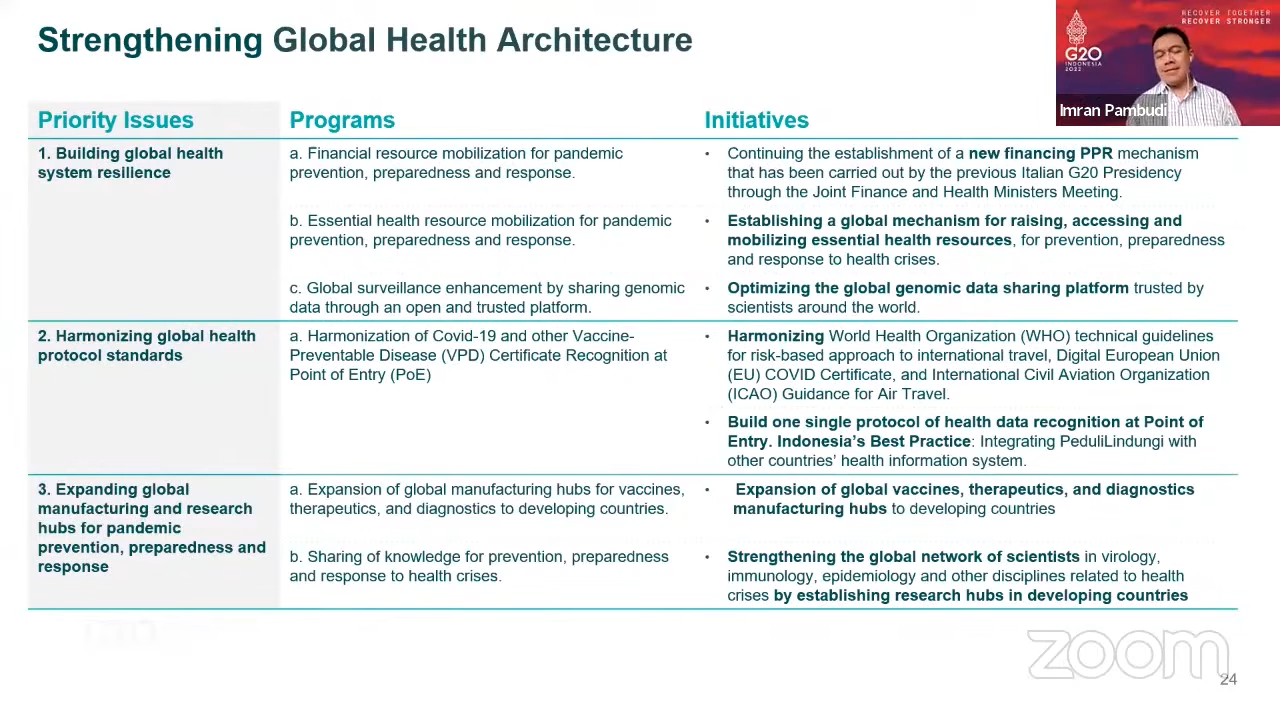 Strengthening Global Health Architecture
RECOVER TOGETHER
RECOVER STRONGER
G20
INDONESIA
2022
Imran Pambudi
Priority Issues
Programs
Initiatives
1. Building global health
system resilience
a. Financial resource mobilization for pandemic
prevention, preparedness and response.
• Continuing the establishment of a new financing PPR mechanism
that has been carried out by the previous Italian G20 Presidency
through the Joint Finance and Health Ministers Meeting.
b. Essential health resource mobilization for pandemic
prevention, preparedness and response.
• Establishing a global mechanism for raising, accessing and
mobilizing essential health resources, for prevention, preparedness
and response to health crises.
c. Global surveillance enhancement by sharing genomic
data through an open and trusted platform.
• Optimizing the global genomic data sharing platform trusted by
scientists around the world.
2. Harmonizing global health
protocol standards
a. Harmonization of Covid-19 and other Vaccine-
Preventable Disease (VPD) Certificate Recognition at
Point of Entry (PoE)
• Harmonizing World Health Organization (WHO) technical guidelines
for risk-based approach to international travel, Digital European Union
(EU) COVID Certificate, and International Civil Aviation Organization
(ICAO) Guidance for Air Travel.
• Build one single protocol of health data recognition at Point of
Entry. Indonesia's Best Practice: Integrating PeduliLindungi with
other countries' health information system.
3. Expanding global
manufacturing and research
hubs for pandemic
prevention, preparedness and
response
a. Expansion of global manufacturing hubs for vaccines,
therapeutics, and diagnostics to developing countries.
• Expansion of global vaccines, therapeutics, and diagnostics
manufacturing hubs to developing countries
b. Sharing of knowledge for prevention, preparedness
and response to health crises.
• Strengthening the global network of scientists in virology,
immunology, epidemiology and other disciplines related to health
crises by establishing research hubs in developing countries
G20
zoom
24